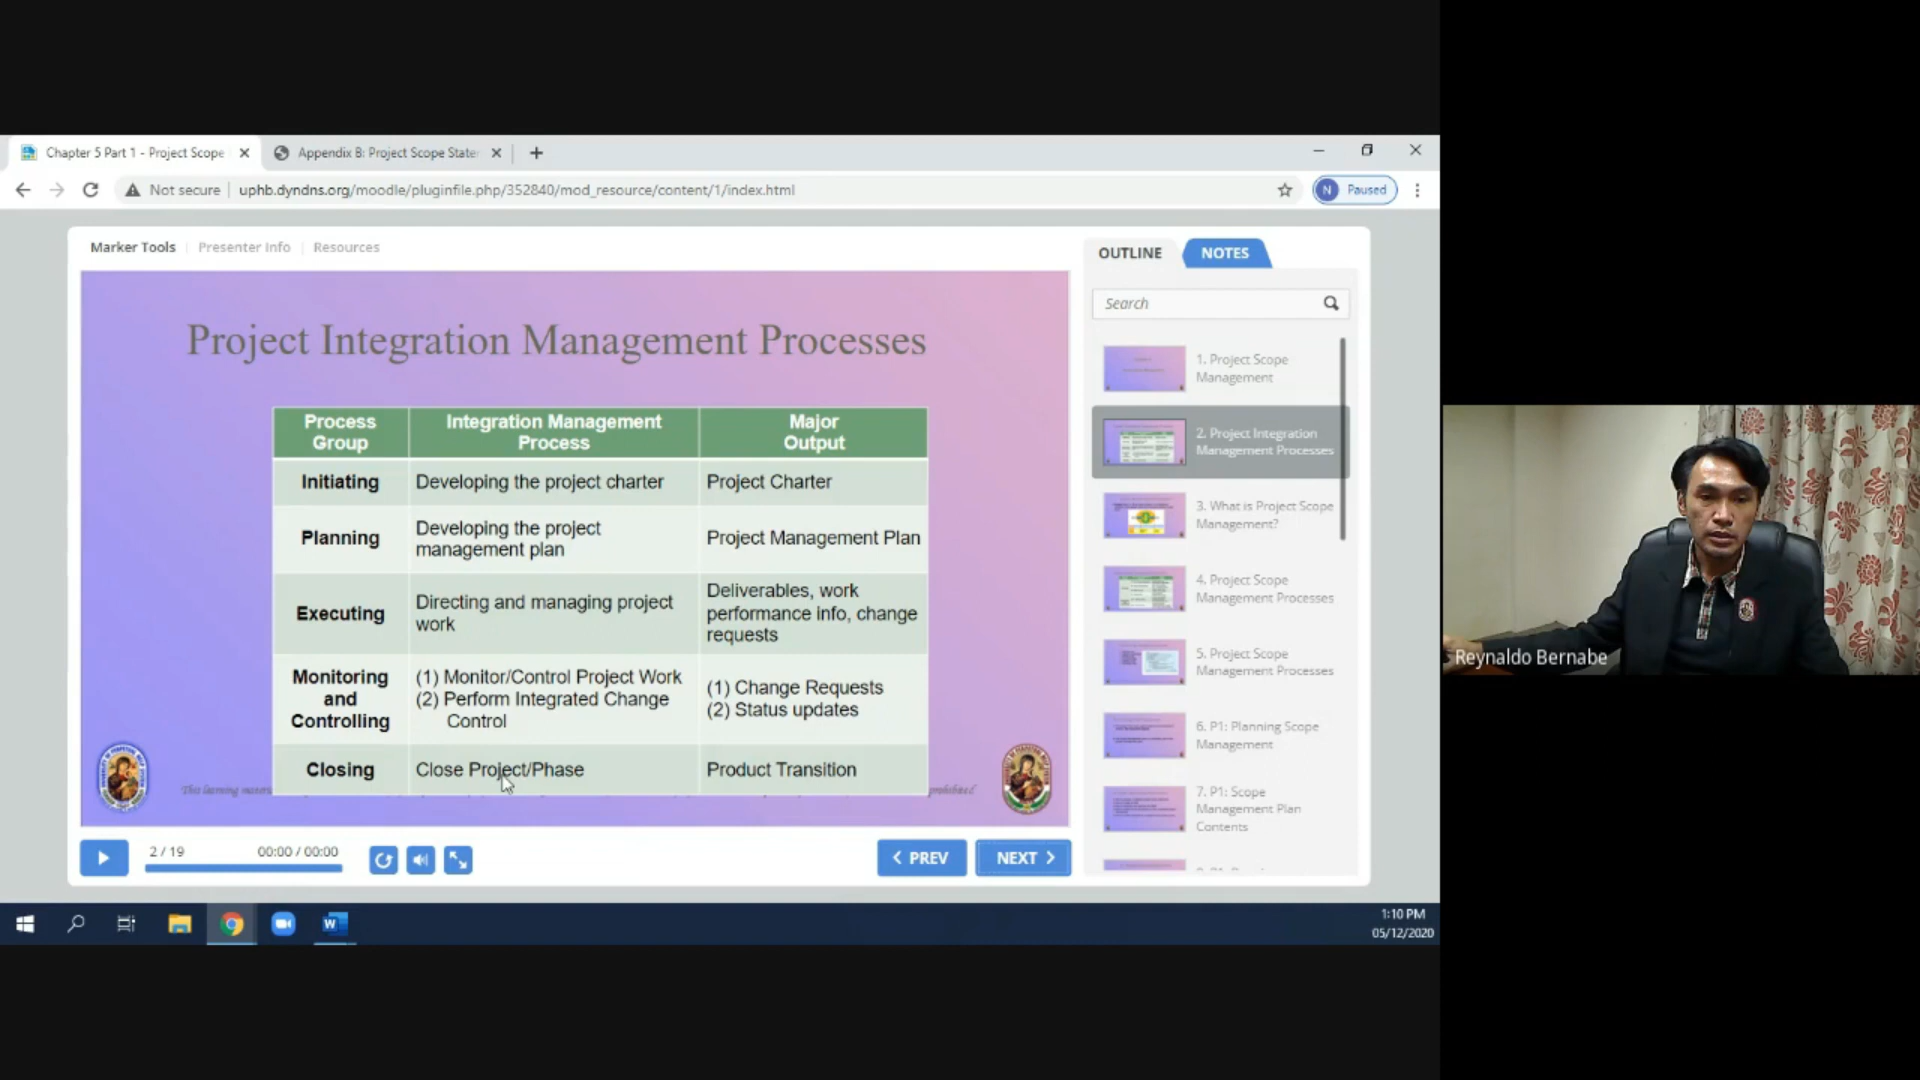 Chapter 5 Part 1 - Project Scope
Appendix B: Project Scope Stater
Not secure
uphb.dyndns.org/moodle/pluginfile.php/352840/mod_resource/content/1/index.html
N Paused
Marker Tools
Presenter Info
Resources
OUTLINE
NOTES
Search
Project Integration Management Processes
Process Group
Integration Management Process
Major Output
Initiating
Developing the project charter
Project Charter
Planning
Developing the project
management plan
Project Management Plan
Executing
Directing and managing project
work
Deliverables, work
performance info, change
requests
Monitoring
and
Controlling
(1) Monitor/Control Project Work
(2) Perform Integrated Change
Control
(1) Change Requests
(2) Status updates
Closing
Close Project/Phase
Product Transition
This learning
prohibited
1. Project Scope
Management
2. Project Integration
Management Processes
3. What is Project Scope
Management?
4. Project Scope
Management Processes
5. Project Scope
Management Processes
6. P1: Planning Scope
Management
7. P1: Scope
Management Plan
Contents
2 / 19
00:00 / 00:00
PREV
NEXT
W
1:10 PM
05/12/2020
Reynaldo Bernabe